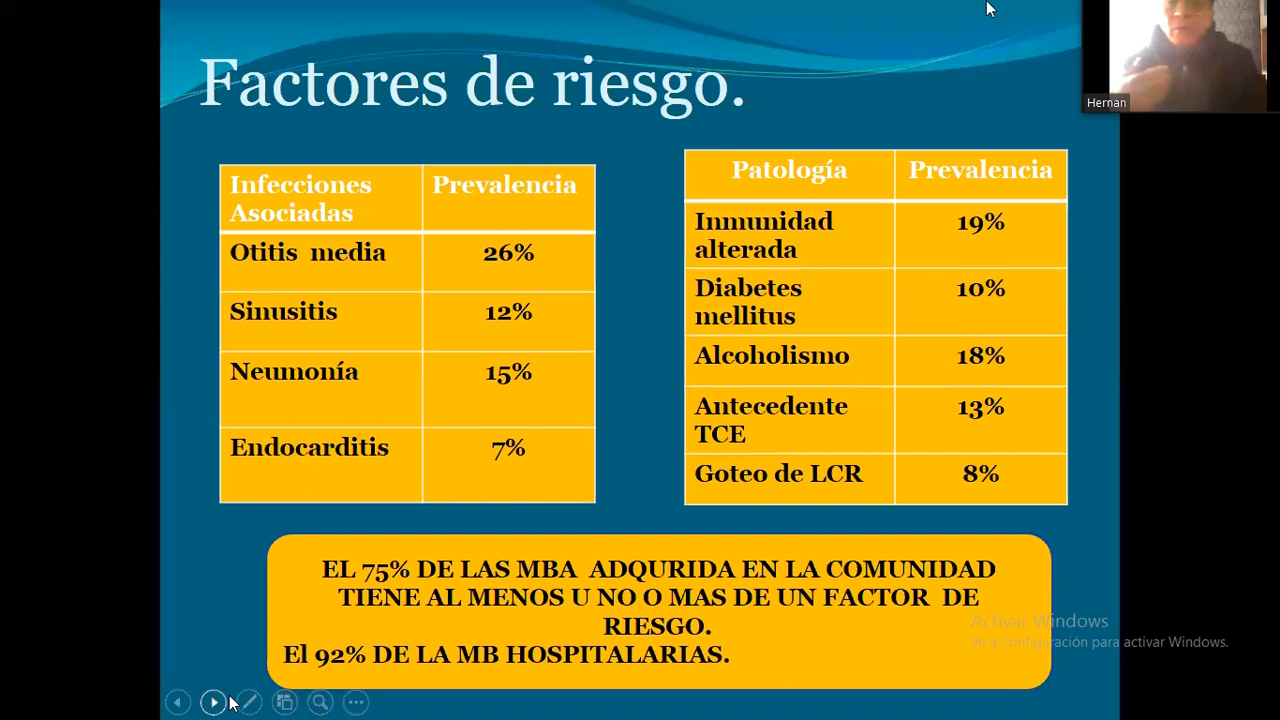 Factores de riesgo.
Hernan
Infecciones Asociadas Prevalencia
Otitis media 26%
Sinusitis 12%
Neumonía 15%
Endocarditis 7%
Patología Prevalencia
Inmunidad alterada 19%
Diabetes mellitus 10%
Alcoholismo 18%
Antecedente TCE 13%
Goteo de LCR 8%
EL 75% DE LAS MBA ADQURIDA EN LA COMUNIDAD
TIENE AL MENOS U NO O MAS DE UN FACTOR DE
RIESGO.
El 92% DE LA MB HOSPITALARIAS.
Activar Windows
Ve a Configuración para activar Windows.